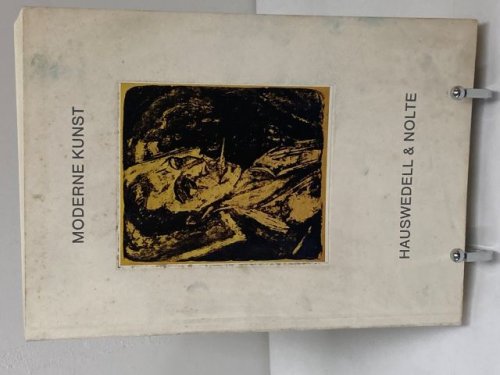 MODERNE KUNST
HAUSWEDELL & NOLTE